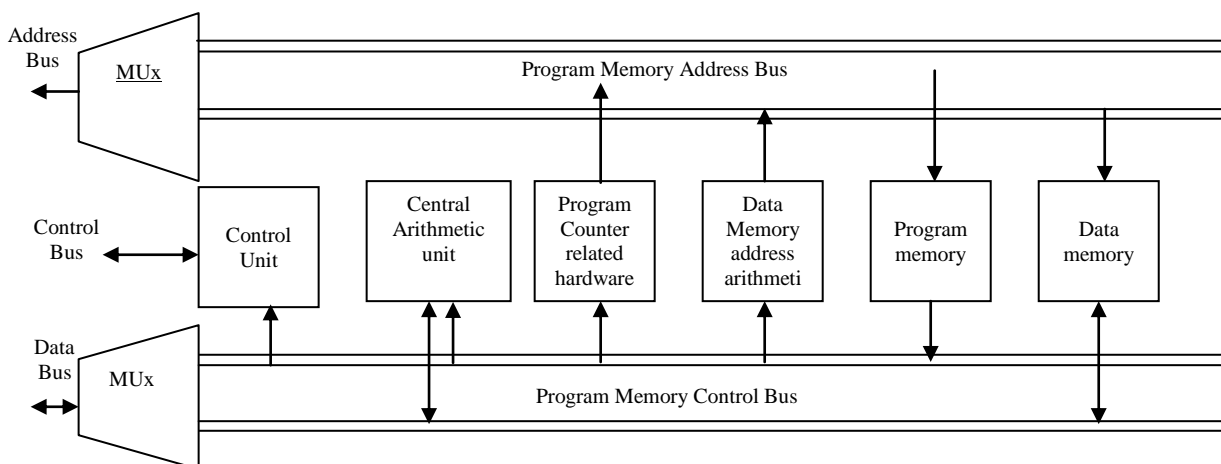 Address
Bus
MUx
Program Memory Address Bus
Control
Bus
Control
Unit
Central
Arithmetic
unit
Program
Counter
related
hardware
Data
Memory
address
arithmeti
Program
memory
Data
memory
Data
Bus
MUx
Program Memory Control Bus